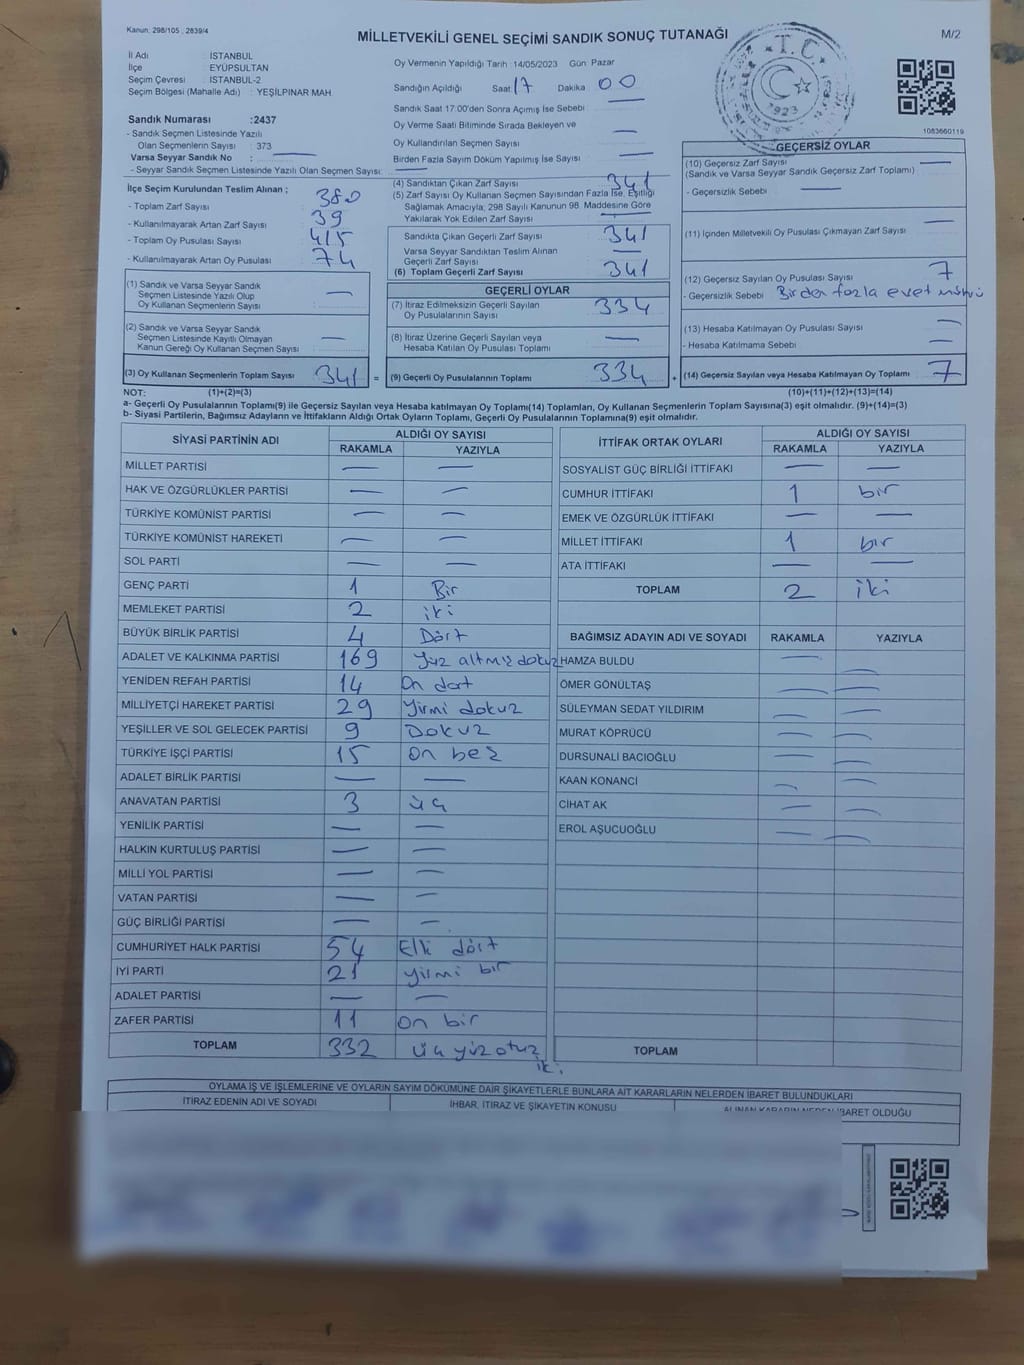 Kanun: 298/105 , 2839/4
MİLLETVEKİLİ GENEL SEÇİMİ SANDIK SONUÇ TUTANAĞI
M/2
T.C.
1923
İl Adı : İSTANBUL
İlçe : EYÜPSULTAN
Seçim Çevresi : İSTANBUL-2
Seçim Bölgesi (Mahalle Adı) : YEŞİLPINAR MAH.
Sandık Numarası :2437
- Sandık Seçmen Listesinde Yazılı
Olan Seçmenlerin Sayısı : 373
Varsa Seyyar Sandık No : —
- Seyyar Sandık Seçmen Listesinde Yazılı Olan Seçmen Sayısı: —
İlçe Seçim Kurulundan Teslim Alınan ;
- Toplam Zarf Sayısı 380
- Kullanılmayarak Artan Zarf Sayısı 39
- Toplam Oy Pusulası Sayısı 415
- Kullanılmayarak Artan Oy Pusulası 74
(1) Sandık ve Varsa Seyyar Sandık
Seçmen Listesinde Yazılı Olup
Oy Kullanan Seçmenlerin Sayısı —
(2) Sandık ve Varsa Seyyar Sandık
Seçmen Listesinde Kayıtlı Olmayan
Kanun Gereği Oy Kullanan Seçmen Sayısı —
(3) Oy Kullanan Seçmenlerin Toplam Sayısı 341 =
Oy Vermenin Yapıldığı Tarih :14/05/2023 Gün: Pazar
Sandığın Açıldığı Saat 17 Dakika 00
Sandık Saat 17.00'den Sonra Açılmış İse Sebebi —
Oy Verme Saati Bitiminde Sırada Bekleyen ve
Oy Kullandırılan Seçmen Sayısı —
Birden Fazla Sayım Döküm Yapılmış İse Sayısı —
(4) Sandıktan Çıkan Zarf Sayısı 341
(5) Zarf Sayısı Oy Kullanan Seçmen Sayısından Fazla İse, Eşitliği
Sağlamak Amacıyla, 298 Sayılı Kanunun 98. Maddesine Göre
Yakılarak Yok Edilen Zarf Sayısı —
Sandıkta Çıkan Geçerli Zarf Sayısı 341
Varsa Seyyar Sandıktan Teslim Alınan
Geçerli Zarf Sayısı —
(6) Toplam Geçerli Zarf Sayısı 341
GEÇERLİ OYLAR
(7) İtiraz Edilmeksizin Geçerli Sayılan
Oy Pusulalarının Sayısı 334
(8) İtiraz Üzerine Geçerli Sayılan veya
Hesaba Katılan Oy Pusulası Toplamı —
(9) Geçerli Oy Pusulalarının Toplamı 334 +
1083660119
GEÇERSİZ OYLAR
(10) Geçersiz Zarf Sayısı —
(Sandık ve Varsa Seyyar Sandık Geçersiz Zarf Toplamı)
- Geçersizlik Sebebi —
(11) İçinden Milletvekili Oy Pusulası Çıkmayan Zarf Sayısı —
(12) Geçersiz Sayılan Oy Pusulası Sayısı 7
- Geçersizlik Sebebi Birden fazla evet mührü
(13) Hesaba Katılmayan Oy Pusulası Sayısı —
- Hesaba Katılmama Sebebi —
(14) Geçersiz Sayılan veya Hesaba Katılmayan Oy Toplamı 7
NOT: (1)+(2)=(3) (10)+(11)+(12)+(13)=(14)
a- Geçerli Oy Pusulalarının Toplamı(9) ile Geçersiz Sayılan veya Hesaba katılmayan Oy Toplamı(14) Toplamları, Oy Kullanan Seçmenlerin Toplam Sayısına(3) eşit olmalıdır. (9)+(14)=(3)
b- Siyasi Partilerin, Bağımsız Adayların ve İttifakların Aldığı Ortak Oyların Toplamı, Geçerli Oy Pusulalarının Toplamına(9) eşit olmalıdır.
SİYASİ PARTİNİN ADI ALDIĞI OY SAYISI
RAKAMLA YAZIYLA
MİLLET PARTİSİ — —
HAK VE ÖZGÜRLÜKLER PARTİSİ — —
TÜRKİYE KOMÜNİST PARTİSİ — —
TÜRKİYE KOMÜNİST HAREKETİ — —
SOL PARTİ — —
GENÇ PARTİ 1 Bir
MEMLEKET PARTİSİ 2 iki
BÜYÜK BİRLİK PARTİSİ 4 Dört
ADALET VE KALKINMA PARTİSİ 169 Yüz altmız dokuz
YENİDEN REFAH PARTİSİ 14 On dört
MİLLİYETÇİ HAREKET PARTİSİ 29 Yirmi dokuz
YEŞİLLER VE SOL GELECEK PARTİSİ 9 Dokuz
TÜRKİYE İŞÇİ PARTİSİ 15 On beş
ADALET BİRLİK PARTİSİ — —
ANAVATAN PARTİSİ 3 üç
YENİLİK PARTİSİ — —
HALKIN KURTULUŞ PARTİSİ — —
MİLLİ YOL PARTİSİ — —
VATAN PARTİSİ — —
GÜÇ BİRLİĞİ PARTİSİ — —
CUMHURİYET HALK PARTİSİ 54 Elli dört
İYİ PARTİ 21 yirmi bir
ADALET PARTİSİ — —
ZAFER PARTİSİ 11 On bir
TOPLAM 332 üç yüz otuz
iki
İTTİFAK ORTAK OYLARI ALDIĞI OY SAYISI
RAKAMLA YAZIYLA
SOSYALİST GÜÇ BİRLİĞİ İTTİFAKI — —
CUMHUR İTTİFAKI 1 bir
EMEK VE ÖZGÜRLÜK İTTİFAKI — —
MİLLET İTTİFAKI 1 bir
ATA İTTİFAKI — —
TOPLAM 2 iki
BAĞIMSIZ ADAYIN ADI VE SOYADI RAKAMLA YAZIYLA
HAMZA BULDU — —
ÖMER GÖNÜLTAŞ — —
SÜLEYMAN SEDAT YILDIRIM — —
MURAT KÖPRÜCÜ — —
DURSUNALİ BACIOĞLU — —
KAAN KONANCI — —
CİHAT AK — —
EROL AŞUCUOĞLU — —
TOPLAM
OYLAMA İŞ VE İŞLEMLERİNE VE OYLARIN SAYIM DÖKÜMÜNE DAİR ŞİKAYETLERLE BUNLARA AİT KARARLARIN NELERDEN İBARET BULUNDUKLARI
İTİRAZ EDENİN ADI VE SOYADI İHBAR, İTİRAZ VE ŞİKAYETİN KONUSU ALINAN KARARIN NEDEN İBARET OLDUĞU